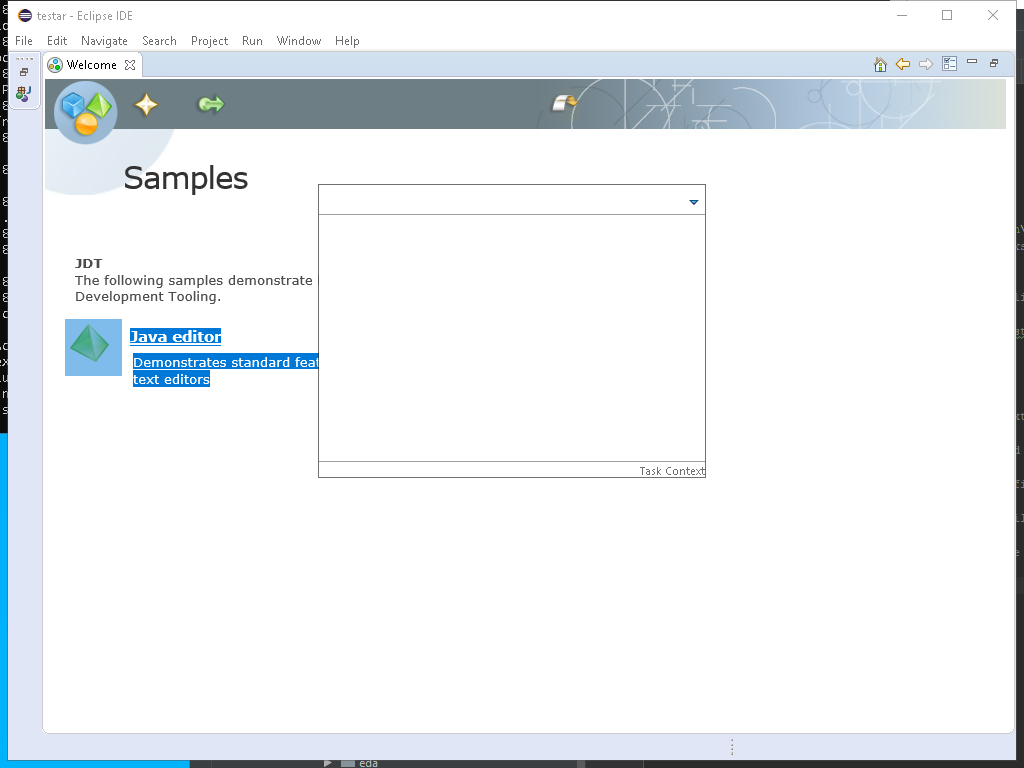 testar - Eclipse IDE
File Edit Navigate Search Project Run Window Help
Welcome
Samples
JDT
The following samples demonstrate
Development Tooling.
Java editor
Demonstrates standard
text editors
Task Context
eda